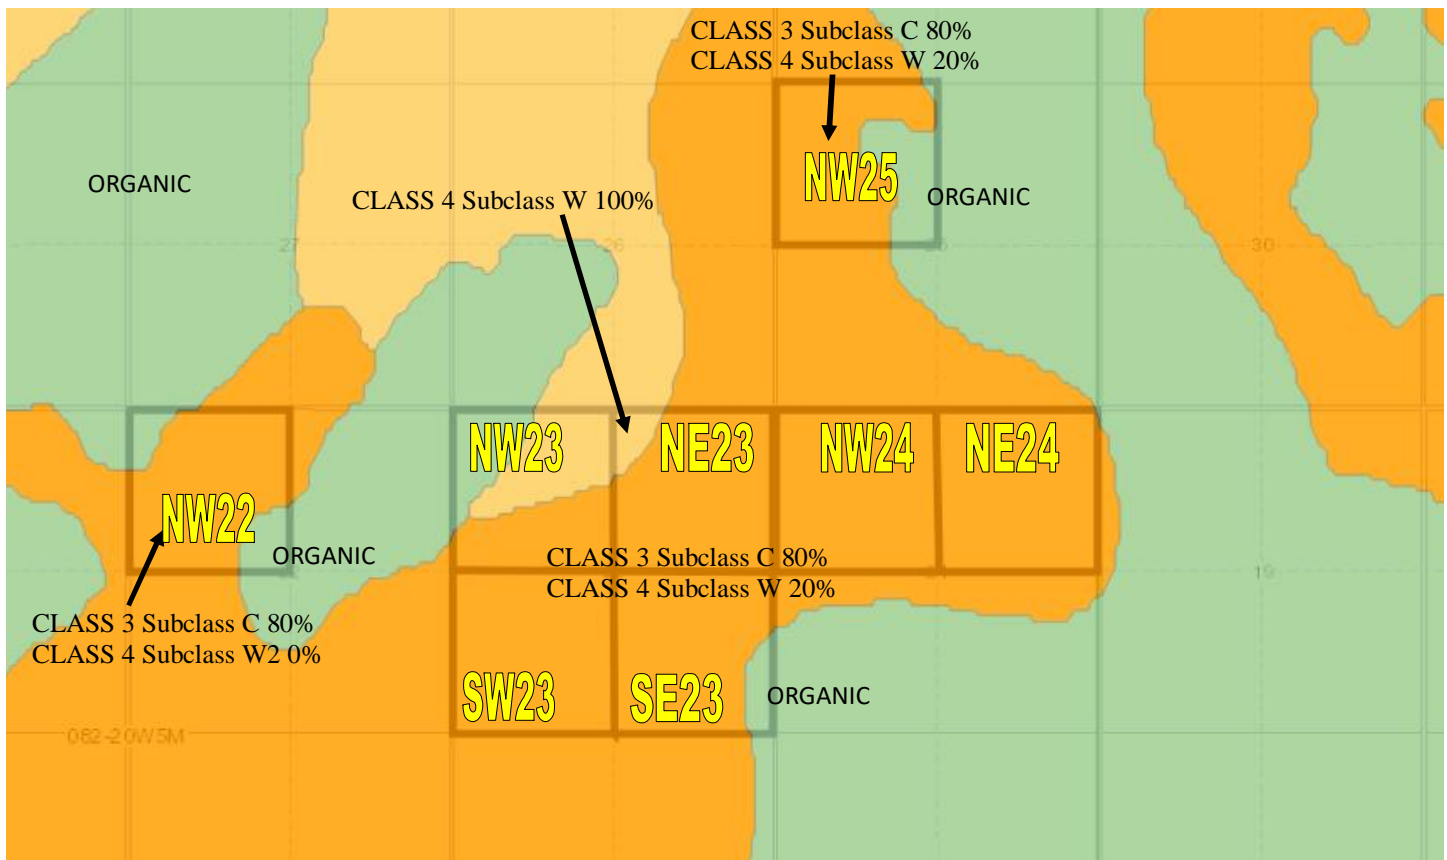 CLASS 3 Subclass C 80%
CLASS 4 Subclass W 20%
NW25
ORGANIC
ORGANIC
CLASS 4 Subclass W 100%
27
26
30
NW23
NE23
NW24
NE24
NW22
ORGANIC
CLASS 3 Subclass C 80%
CLASS 4 Subclass W 20%
19
CLASS 3 Subclass C 80%
CLASS 4 Subclass W2 0%
SW23
SE23
ORGANIC
082-20W5M